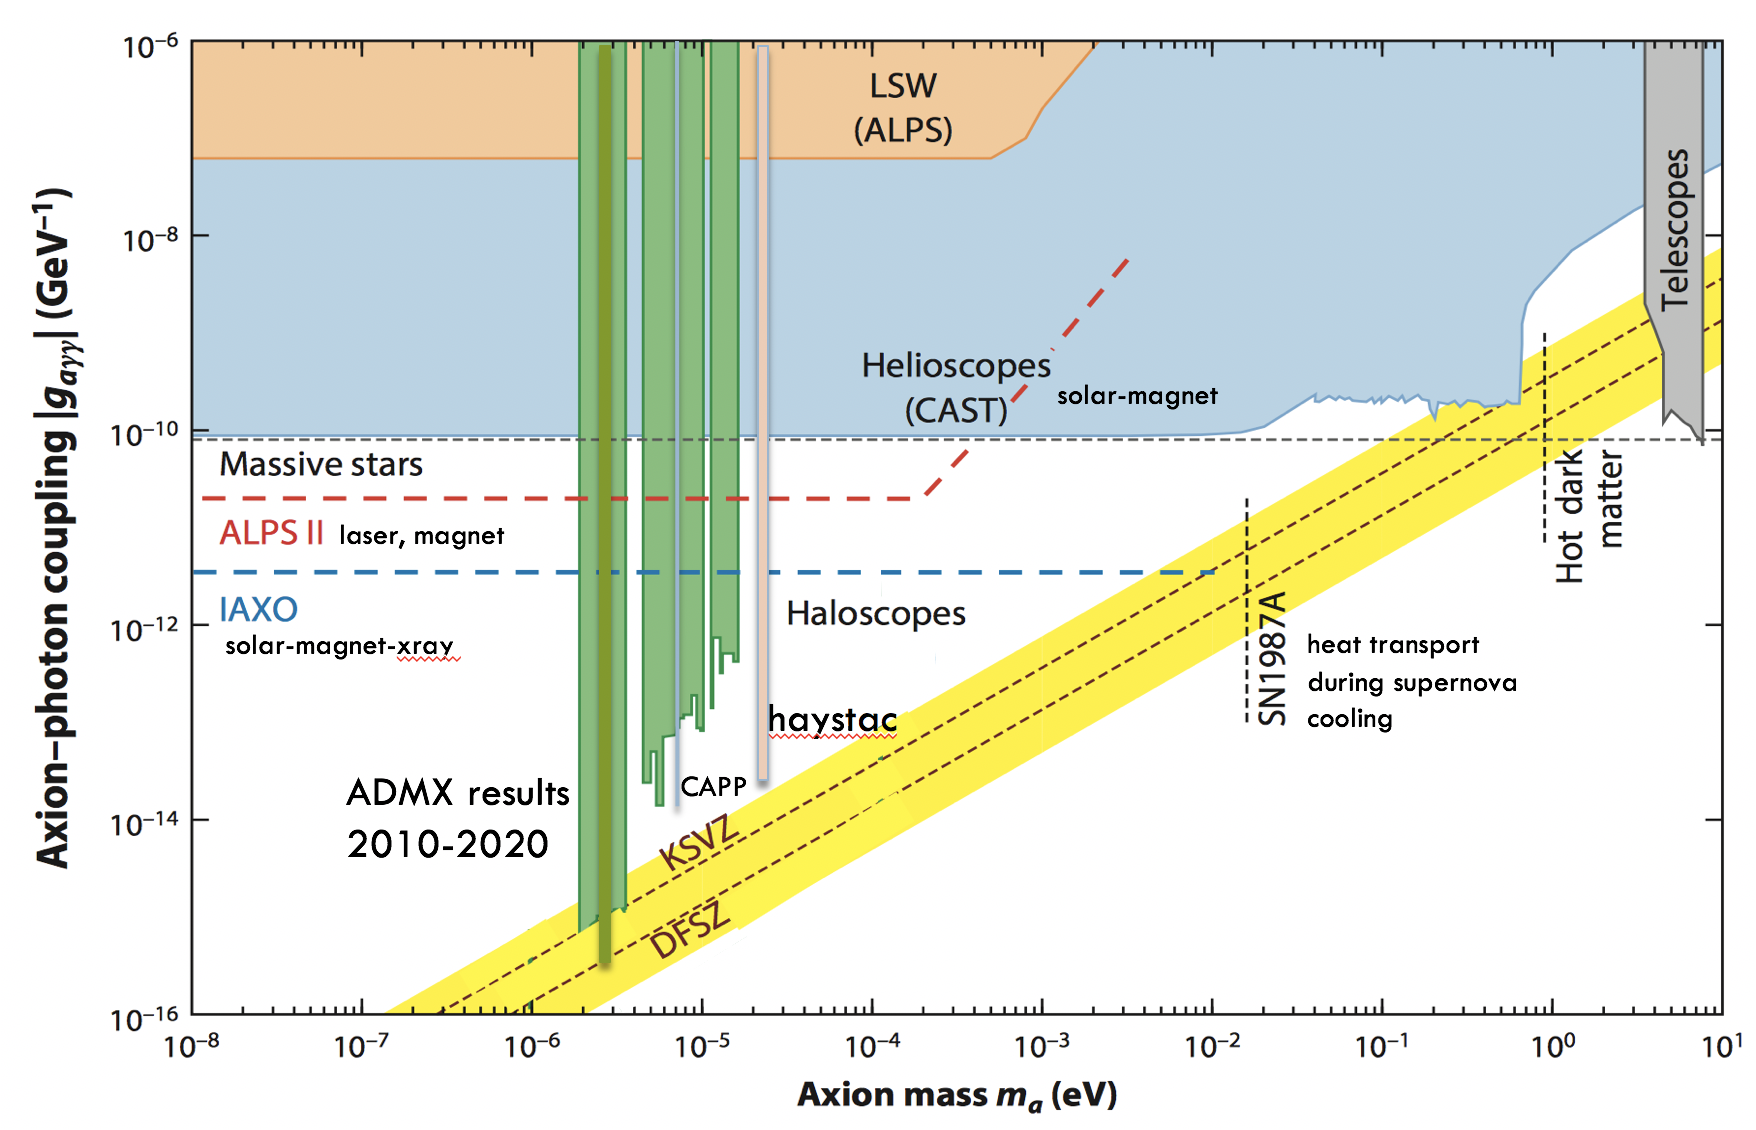 10⁻⁶
10⁻⁸
10⁻¹⁰
10⁻¹²
10⁻¹⁴
10⁻¹⁶
Axion–photon coupling |gₐᵧᵧ| (GeV⁻¹)
LSW
(ALPS)
Telescopes
Helioscopes
(CAST)
solar-magnet
Massive stars
ALPS II laser, magnet
Hot dark
matter
IAXO
solar-magnet-xray
Haloscopes
SN1987A
heat transport
during supernova
cooling
haystac
ADMX results
2010-2020
CAPP
KSVZ
DFSZ
10⁻⁸ 10⁻⁷ 10⁻⁶ 10⁻⁵ 10⁻⁴ 10⁻³ 10⁻² 10⁻¹ 10⁰ 10¹
Axion mass mₐ (eV)